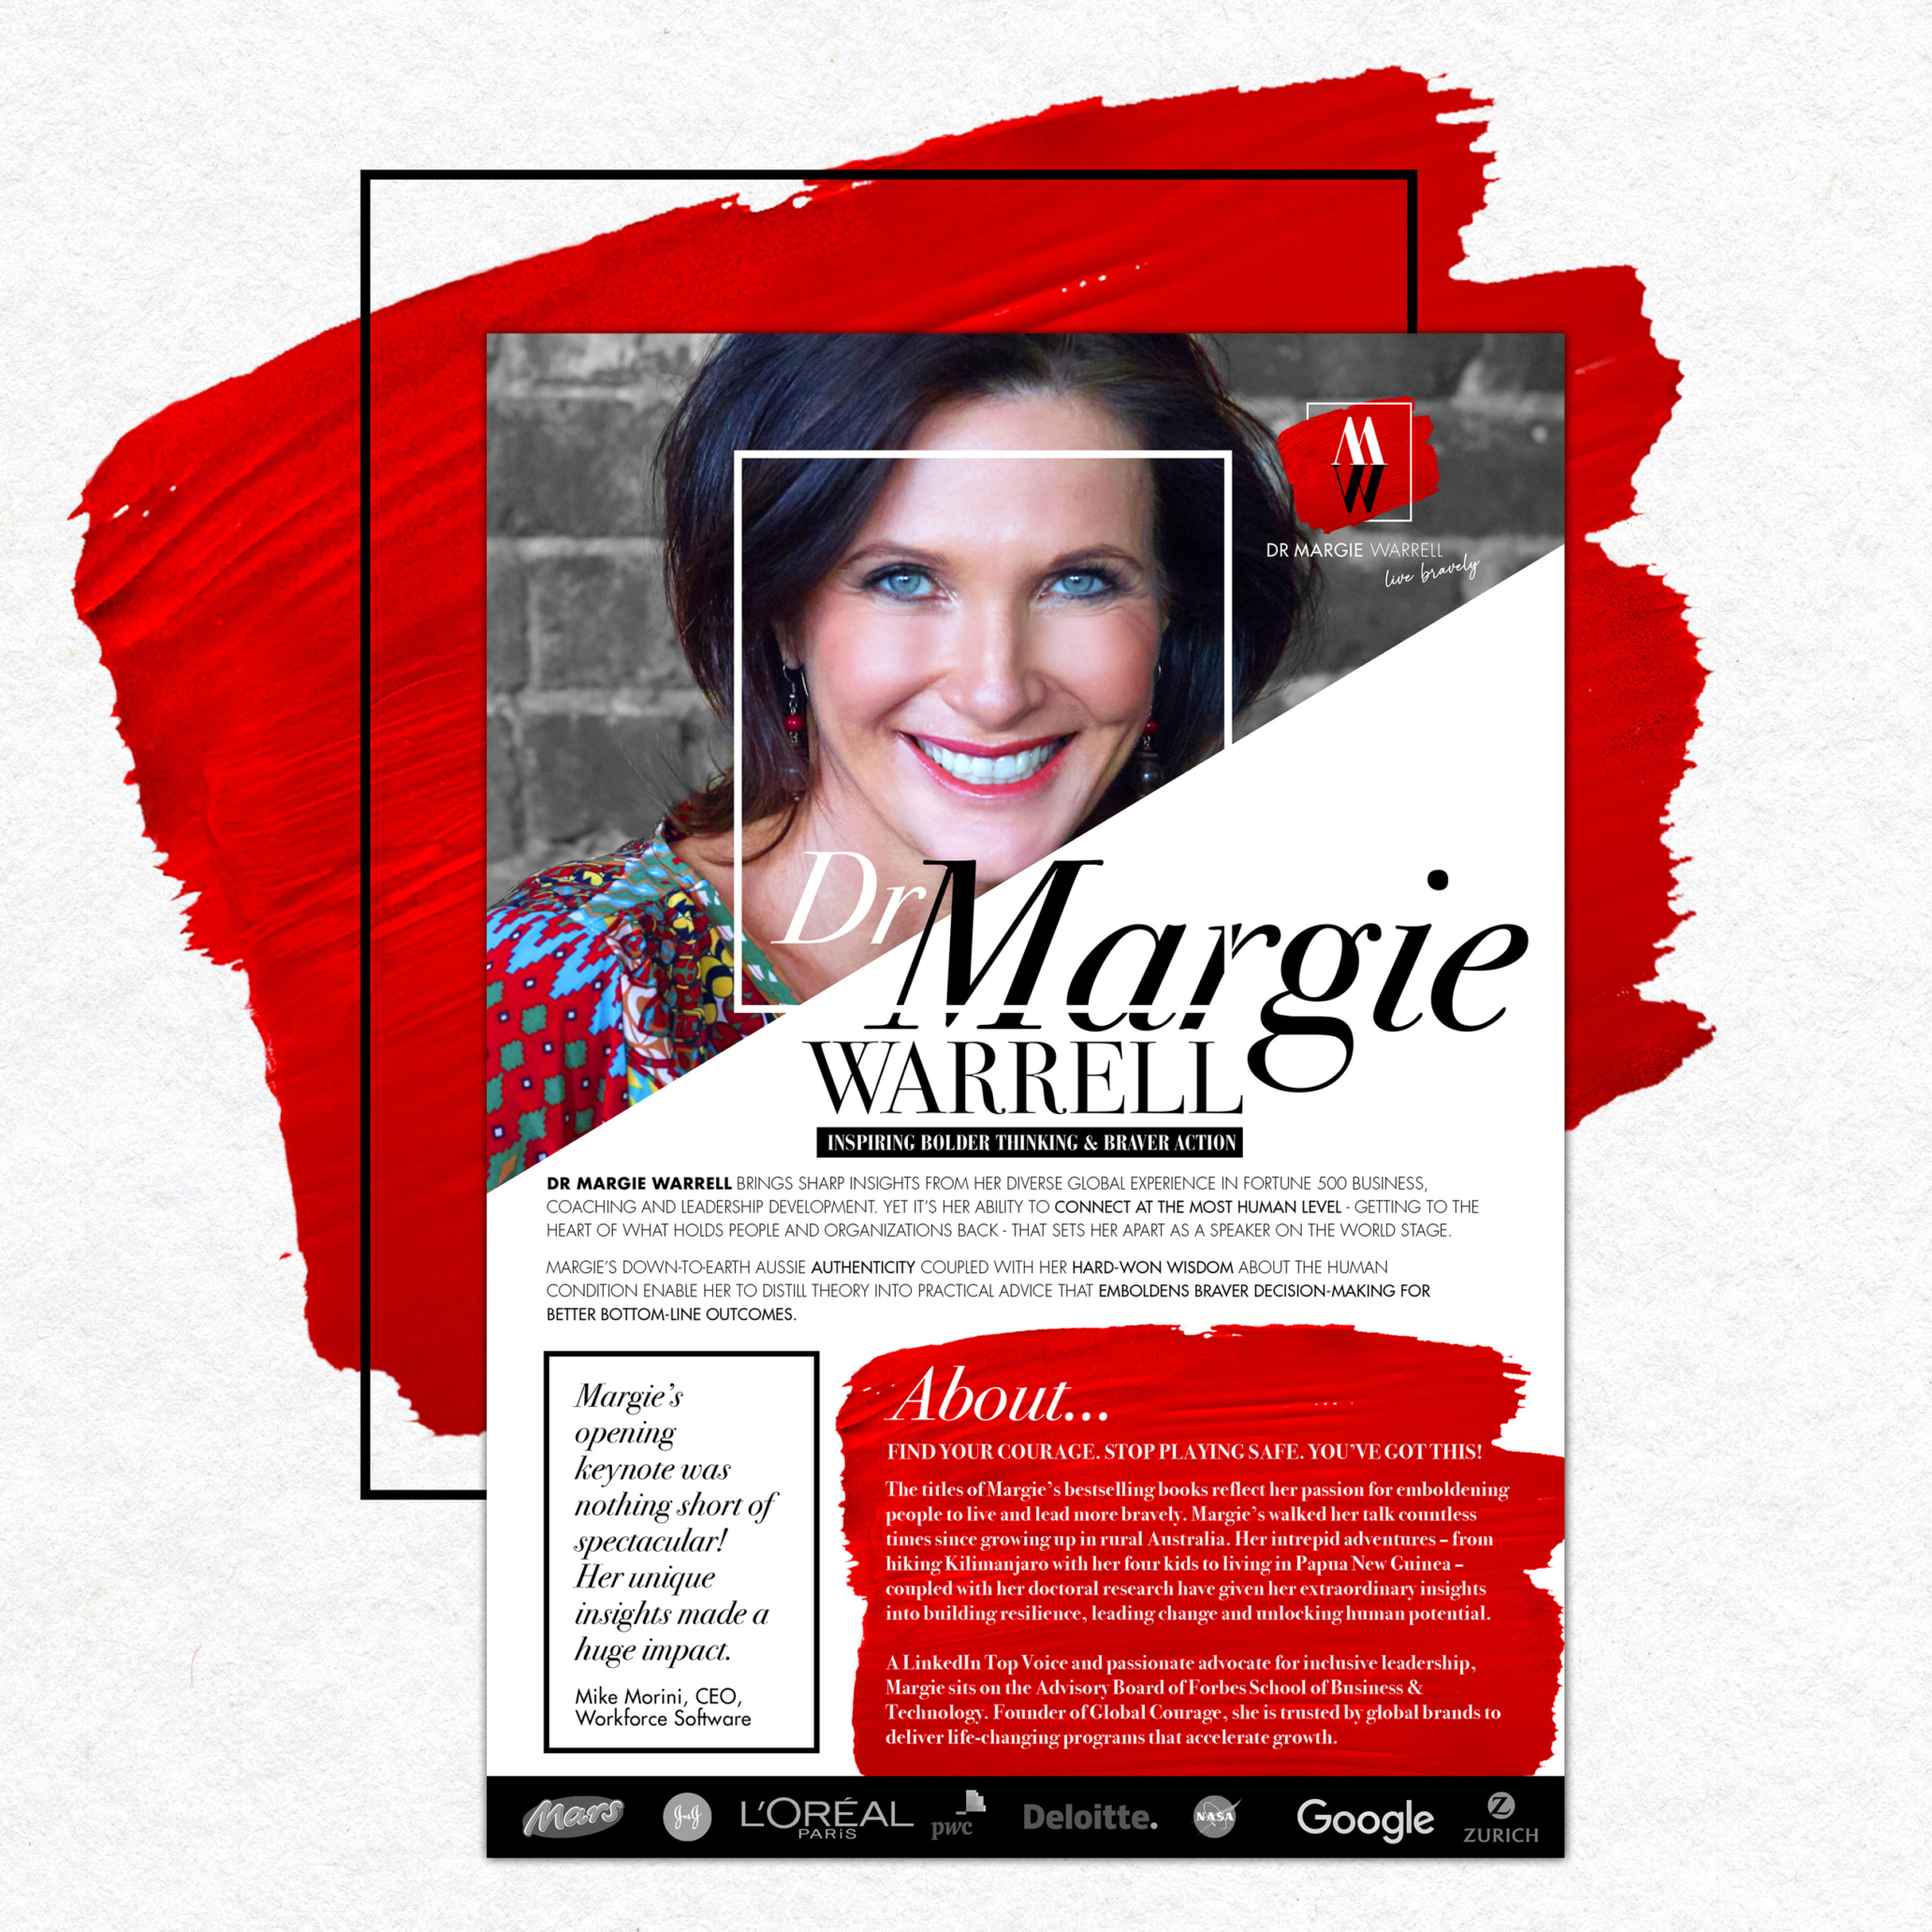 MW
DR MARGIE WARRELL
live bravely
Dr Margie
WARRELL
INSPIRING BOLDER THINKING & BRAVER ACTION
DR MARGIE WARRELL BRINGS SHARP INSIGHTS FROM HER DIVERSE GLOBAL EXPERIENCE IN FORTUNE 500 BUSINESS,
COACHING AND LEADERSHIP DEVELOPMENT. YET IT'S HER ABILITY TO CONNECT AT THE MOST HUMAN LEVEL - GETTING TO THE
HEART OF WHAT HOLDS PEOPLE AND ORGANIZATIONS BACK - THAT SETS HER APART AS A SPEAKER ON THE WORLD STAGE.
MARGIE'S DOWN-TO-EARTH AUSSIE AUTHENTICITY COUPLED WITH HER HARD-WON WISDOM ABOUT THE HUMAN
CONDITION ENABLE HER TO DISTILL THEORY INTO PRACTICAL ADVICE THAT EMBOLDENS BRAVER DECISION-MAKING FOR
BETTER BOTTOM-LINE OUTCOMES.
Margie's
opening
keynote was
nothing short of
spectacular!
Her unique
insights made a
huge impact.
Mike Morini, CEO,
Workforce Software
About...
FIND YOUR COURAGE. STOP PLAYING SAFE. YOU'VE GOT THIS!
The titles of Margie's bestselling books reflect her passion for emboldening
people to live and lead more bravely. Margie's walked her talk countless
times since growing up in rural Australia. Her intrepid adventures – from
hiking Kilimanjaro with her four kids to living in Papua New Guinea –
coupled with her doctoral research have given her extraordinary insights
into building resilience, leading change and unlocking human potential.
A LinkedIn Top Voice and passionate advocate for inclusive leadership,
Margie sits on the Advisory Board of Forbes School of Business &
Technology. Founder of Global Courage, she is trusted by global brands to
deliver life-changing programs that accelerate growth.
Mars J&J L'ORÉAL PARIS pwc Deloitte. NASA Google Z ZURICH